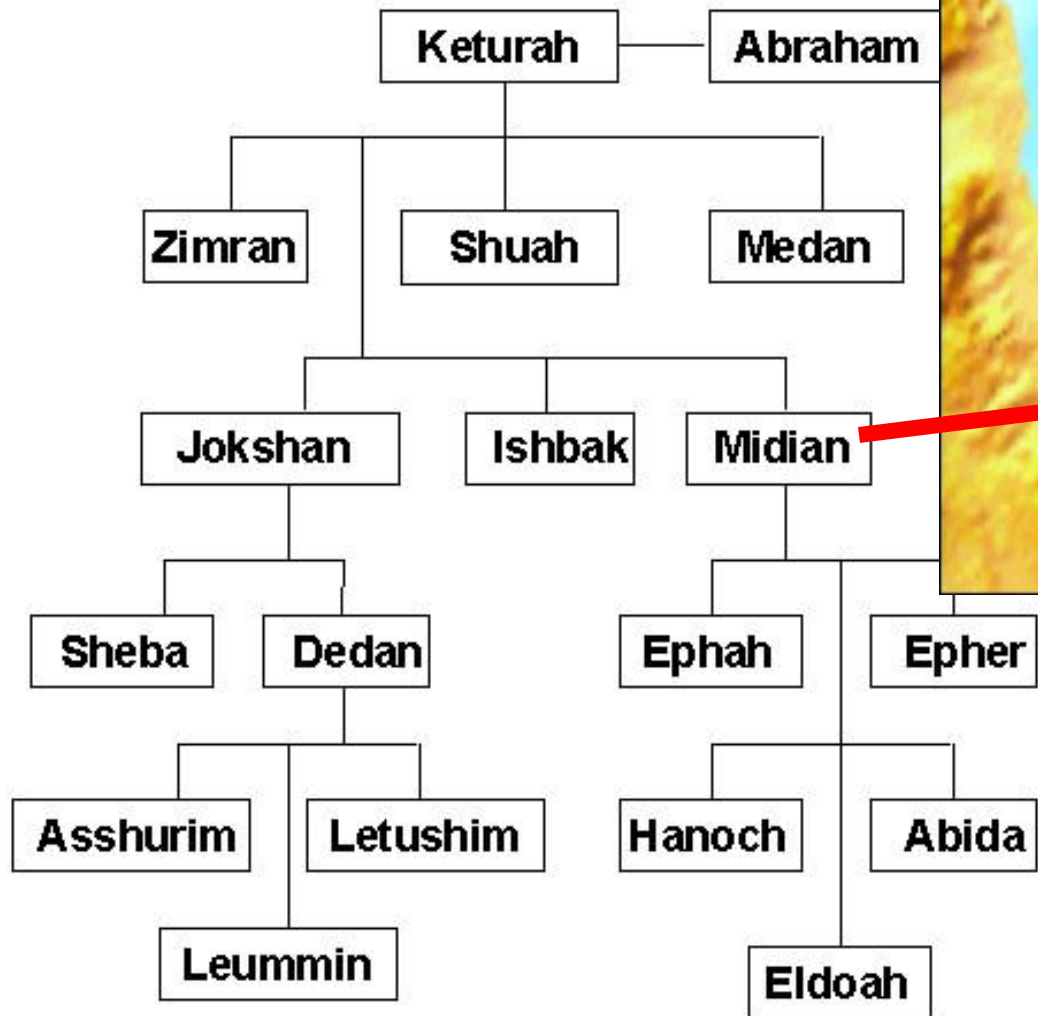 Keturah Abraham
Zimran Shuah Medan
Jokshan Ishbak Midian
Sheba Dedan Ephah Epher
Asshurim Letushim Hanoch Abida
Leummin Eldoah